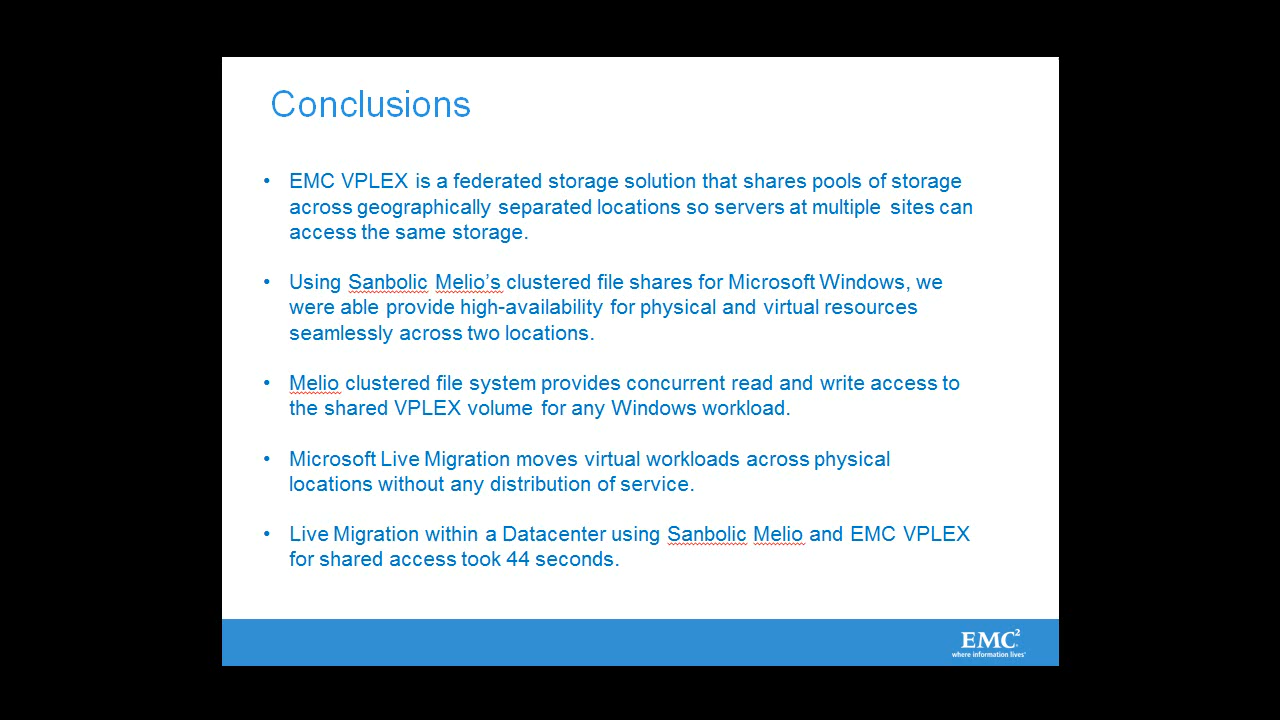 Conclusions
• EMC VPLEX is a federated storage solution that shares pools of storage
across geographically separated locations so servers at multiple sites can
access the same storage.
• Using Sanbolic Melio’s clustered file shares for Microsoft Windows, we
were able provide high-availability for physical and virtual resources
seamlessly across two locations.
• Melio clustered file system provides concurrent read and write access to
the shared VPLEX volume for any Windows workload.
• Microsoft Live Migration moves virtual workloads across physical
locations without any distribution of service.
• Live Migration within a Datacenter using Sanbolic Melio and EMC VPLEX
for shared access took 44 seconds.
EMC²
where information lives®